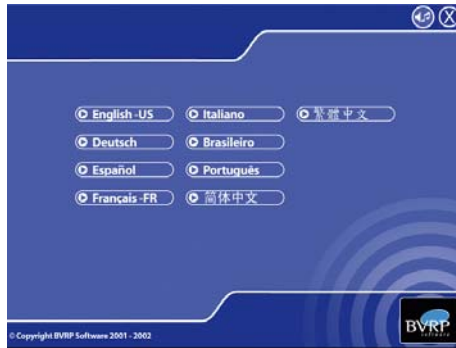 X
English -US
Italiano
繁體中文
Deutsch
Brasileiro
Español
Português
Français -FR
简体中文
© Copyright BVRP Software 2001 - 2002
BVRP
software